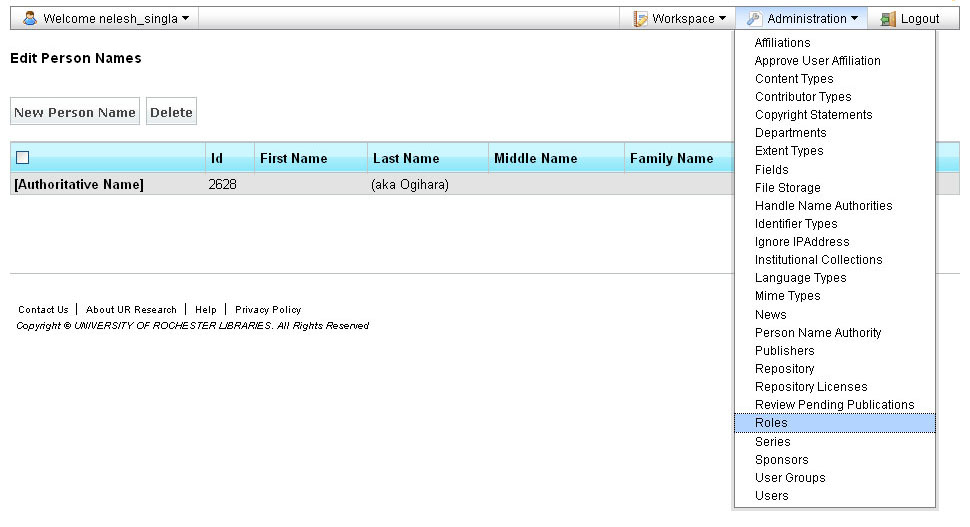 Welcome nelesh_singla
Workspace
Administration
Logout
Edit Person Names
New Person Name
Delete
Id
First Name
Last Name
Middle Name
Family Name
[Authoritative Name]
2628
(aka Ogihara)
Contact Us
About UR Research
Help
Privacy Policy
Copyright © UNIVERSITY OF ROCHESTER LIBRARIES. All Rights Reserved
Affiliations
Approve User Affiliation
Content Types
Contributor Types
Copyright Statements
Departments
Extent Types
Fields
File Storage
Handle Name Authorities
Identifier Types
Ignore IPAddress
Institutional Collections
Language Types
Mime Types
News
Person Name Authority
Publishers
Repository
Repository Licenses
Review Pending Publications
Roles
Series
Sponsors
User Groups
Users